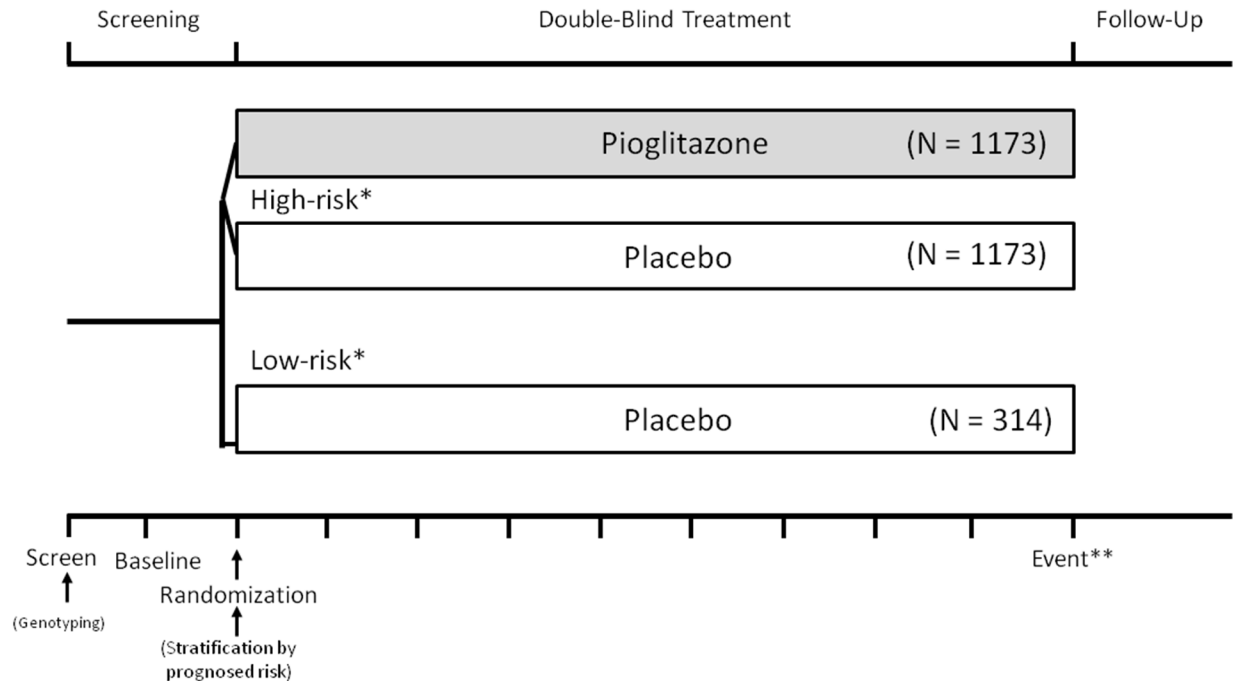 Screening Double-Blind Treatment Follow-Up
Pioglitazone (N = 1173)
High-risk*
Placebo (N = 1173)
Low-risk*
Placebo (N = 314)
Screen Baseline Event**
Randomization
(Genotyping)
(Stratification by
prognosed risk)